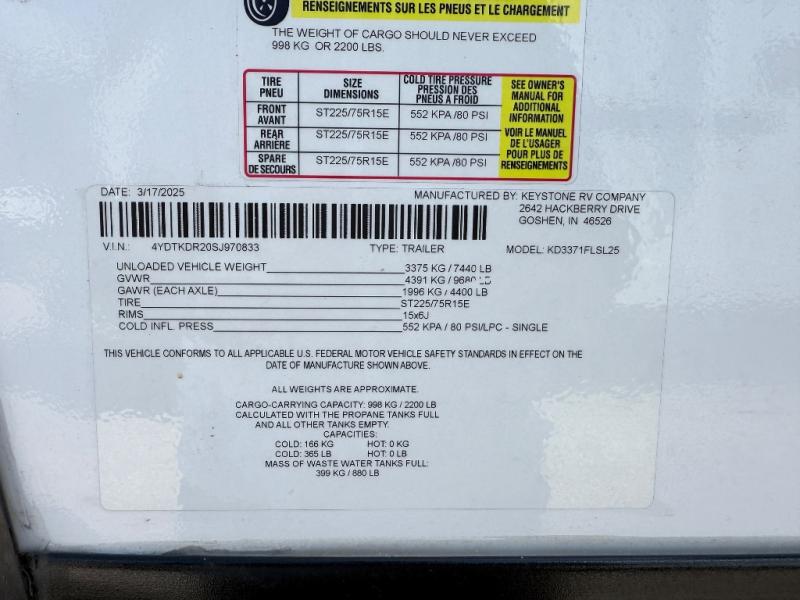 RENSEIGNEMENTS SUR LES PNEUS ET LE CHARGEMENT
THE WEIGHT OF CARGO SHOULD NEVER EXCEED
998 KG OR 2200 LBS.
TIRE PNEU SIZE DIMENSIONS COLD TIRE PRESSURE PRESSION DES PNEUS A FROID
FRONT AVANT ST225/75R15E 552 KPA /80 PSI
REAR ARRIÈRE ST225/75R15E 552 KPA /80 PSI
SPARE DE SECOURS ST225/75R15E 552 KPA /80 PSI
SEE OWNER'S
MANUAL FOR
ADDITIONAL
INFORMATION
VOIR LE MANUEL
DE L'USAGER
POUR PLUS DE
RENSEIGNEMENTS
DATE: 3/17/2025 MANUFACTURED BY: KEYSTONE RV COMPANY
2642 HACKBERRY DRIVE
GOSHEN, IN 46526
V.I.N.: 4YDTKDR20SJ970833 TYPE: TRAILER MODEL: KD3371FLSL25
UNLOADED VEHICLE WEIGHT 3375 KG / 7440 LB
GVWR 4391 KG / 9680 LB
GAWR (EACH AXLE) 1996 KG / 4400 LB
TIRE ST225/75R15E
RIMS 15x6J
COLD INFL. PRESS 552 KPA / 80 PSI/LPC - SINGLE
THIS VEHICLE CONFORMS TO ALL APPLICABLE U.S. FEDERAL MOTOR VEHICLE SAFETY STANDARDS IN EFFECT ON THE
DATE OF MANUFACTURE SHOWN ABOVE.
ALL WEIGHTS ARE APPROXIMATE.
CARGO-CARRYING CAPACITY: 998 KG / 2200 LB
CALCULATED WITH THE PROPANE TANKS FULL
AND ALL OTHER TANKS EMPTY.
CAPACITIES:
COLD: 166 KG HOT: 0 KG
COLD: 365 LB HOT: 0 LB
MASS OF WASTE WATER TANKS FULL:
399 KG / 880 LB